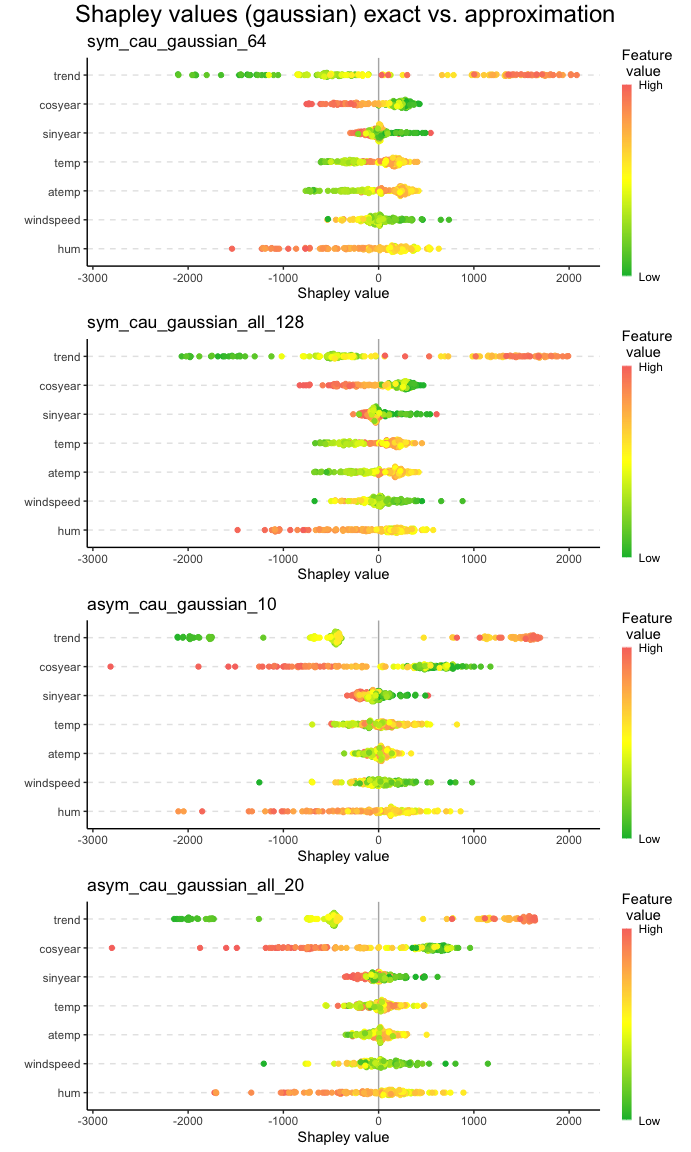 Shapley values (gaussian) exact vs. approximation
sym_cau_gaussian_64
Feature
value
High
Low
trend
cosyear
sinyear
temp
atemp
windspeed
hum
-3000 -2000 -1000 0 1000 2000
Shapley value
sym_cau_gaussian_all_128
Feature
value
High
Low
trend
cosyear
sinyear
temp
atemp
windspeed
hum
-3000 -2000 -1000 0 1000 2000
Shapley value
asym_cau_gaussian_10
Feature
value
High
Low
trend
cosyear
sinyear
temp
atemp
windspeed
hum
-3000 -2000 -1000 0 1000 2000
Shapley value
asym_cau_gaussian_all_20
Feature
value
High
Low
trend
cosyear
sinyear
temp
atemp
windspeed
hum
-3000 -2000 -1000 0 1000 2000
Shapley value